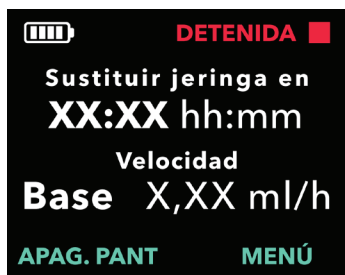 DETENIDA
Sustituir jeringa en
XX:XX hh:mm
Velocidad
Base X,XX ml/h
APAG. PANT MENÚ